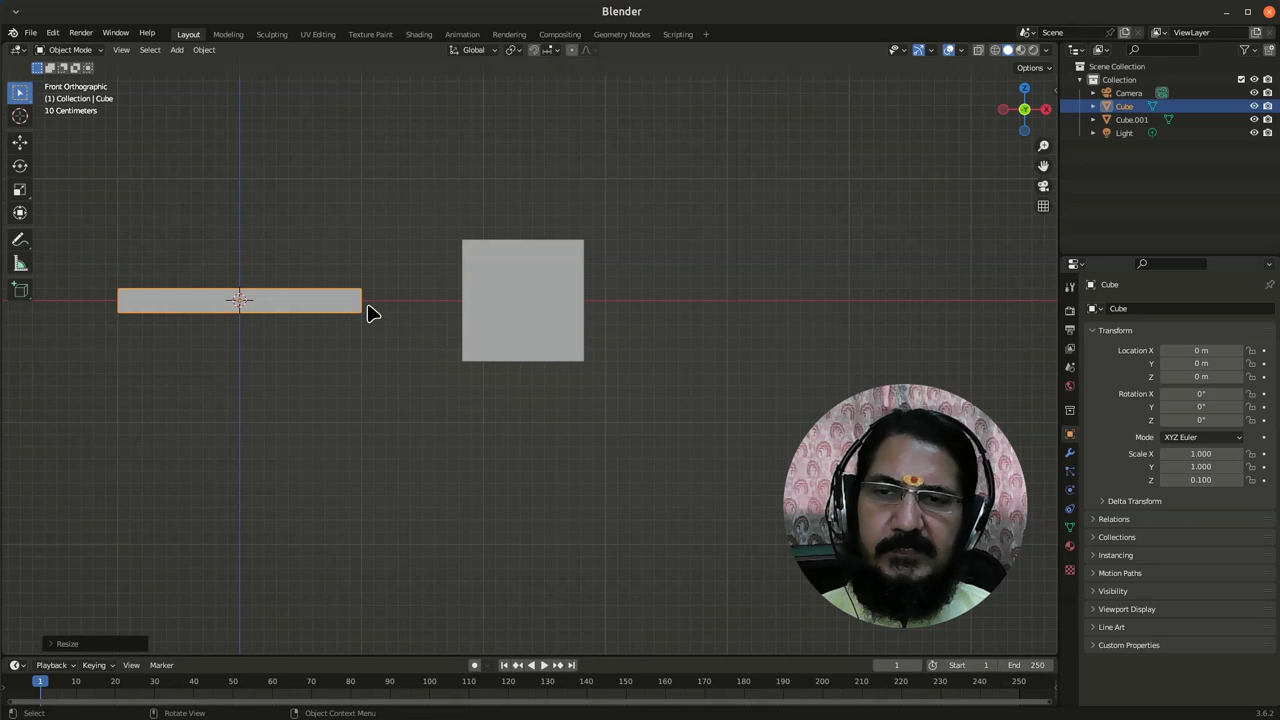 Blender
File Edit Render Window Help Layout Modeling Sculpting UV Editing Texture Paint Shading Animation Rendering Compositing Geometry Nodes Scripting Scene ViewLayer
Object Mode View Select Add Object Global
Options
Front Orthographic
(1) Collection | Cube
10 Centimeters
Z
-Y
X
Scene Collection
Collection
Camera
Cube
Cube.001
Light
Cube
Cube
Transform
Location X 0 m
Y 0 m
Z 0 m
Rotation X 0°
Y 0°
Z 0°
Mode XYZ Euler
Scale X 1.000
Y 1.000
Z 0.100
Delta Transform
Relations
Collections
Instancing
Motion Paths
Visibility
Viewport Display
Line Art
Custom Properties
Resize
Playback Keying View Marker 1 Start 1 End 250
1 10 20 30 40 50 60 70 80 90 100 110 120 130 140 150 160 170 180 190 200 210 220 230 240 250
Select Rotate View Object Context Menu 3.6.2